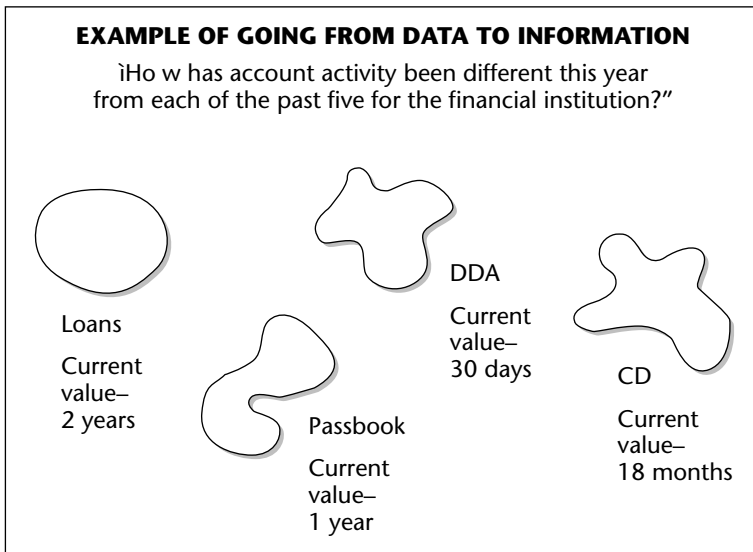 EXAMPLE OF GOING FROM DATA TO INFORMATION
ìHo w has account activity been different this year
from each of the past five for the financial institution?”
Loans
Current
value–
2 years
Passbook
Current
value–
1 year
DDA
Current
value–
30 days
CD
Current
value–
18 months